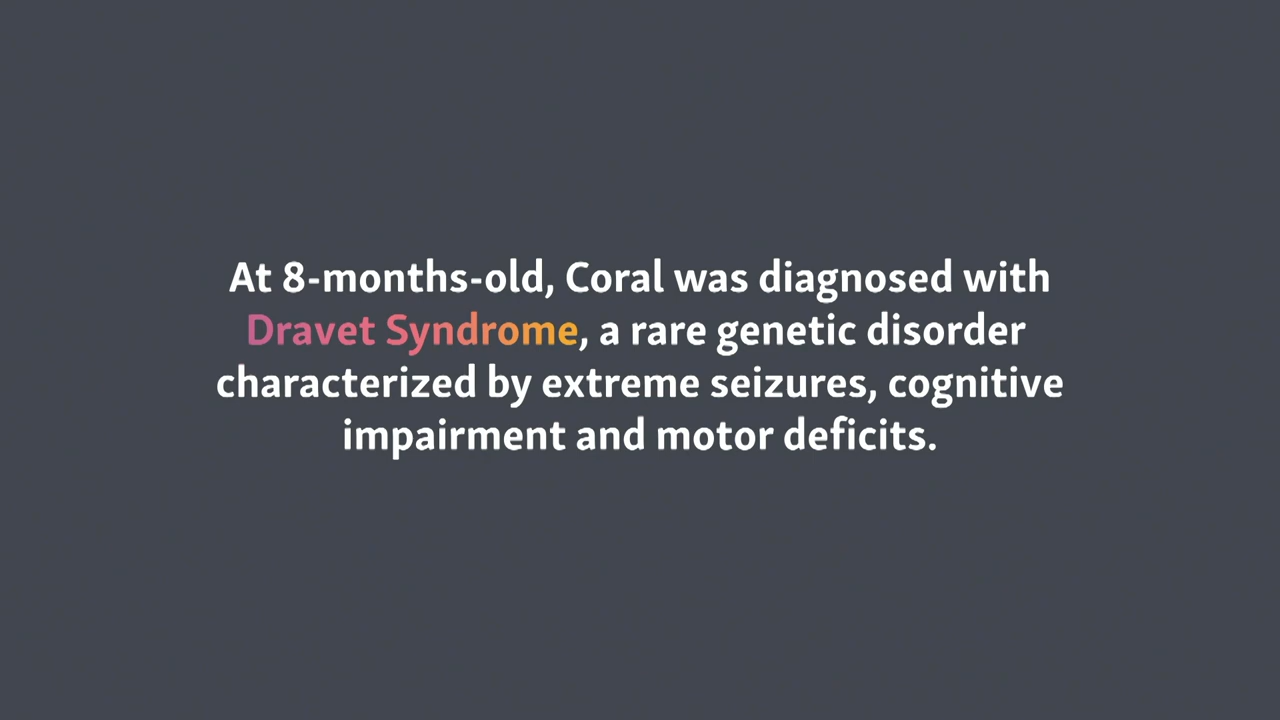 At 8-months-old, Coral was diagnosed with
Dravet Syndrome, a rare genetic disorder
characterized by extreme seizures, cognitive
impairment and motor deficits.